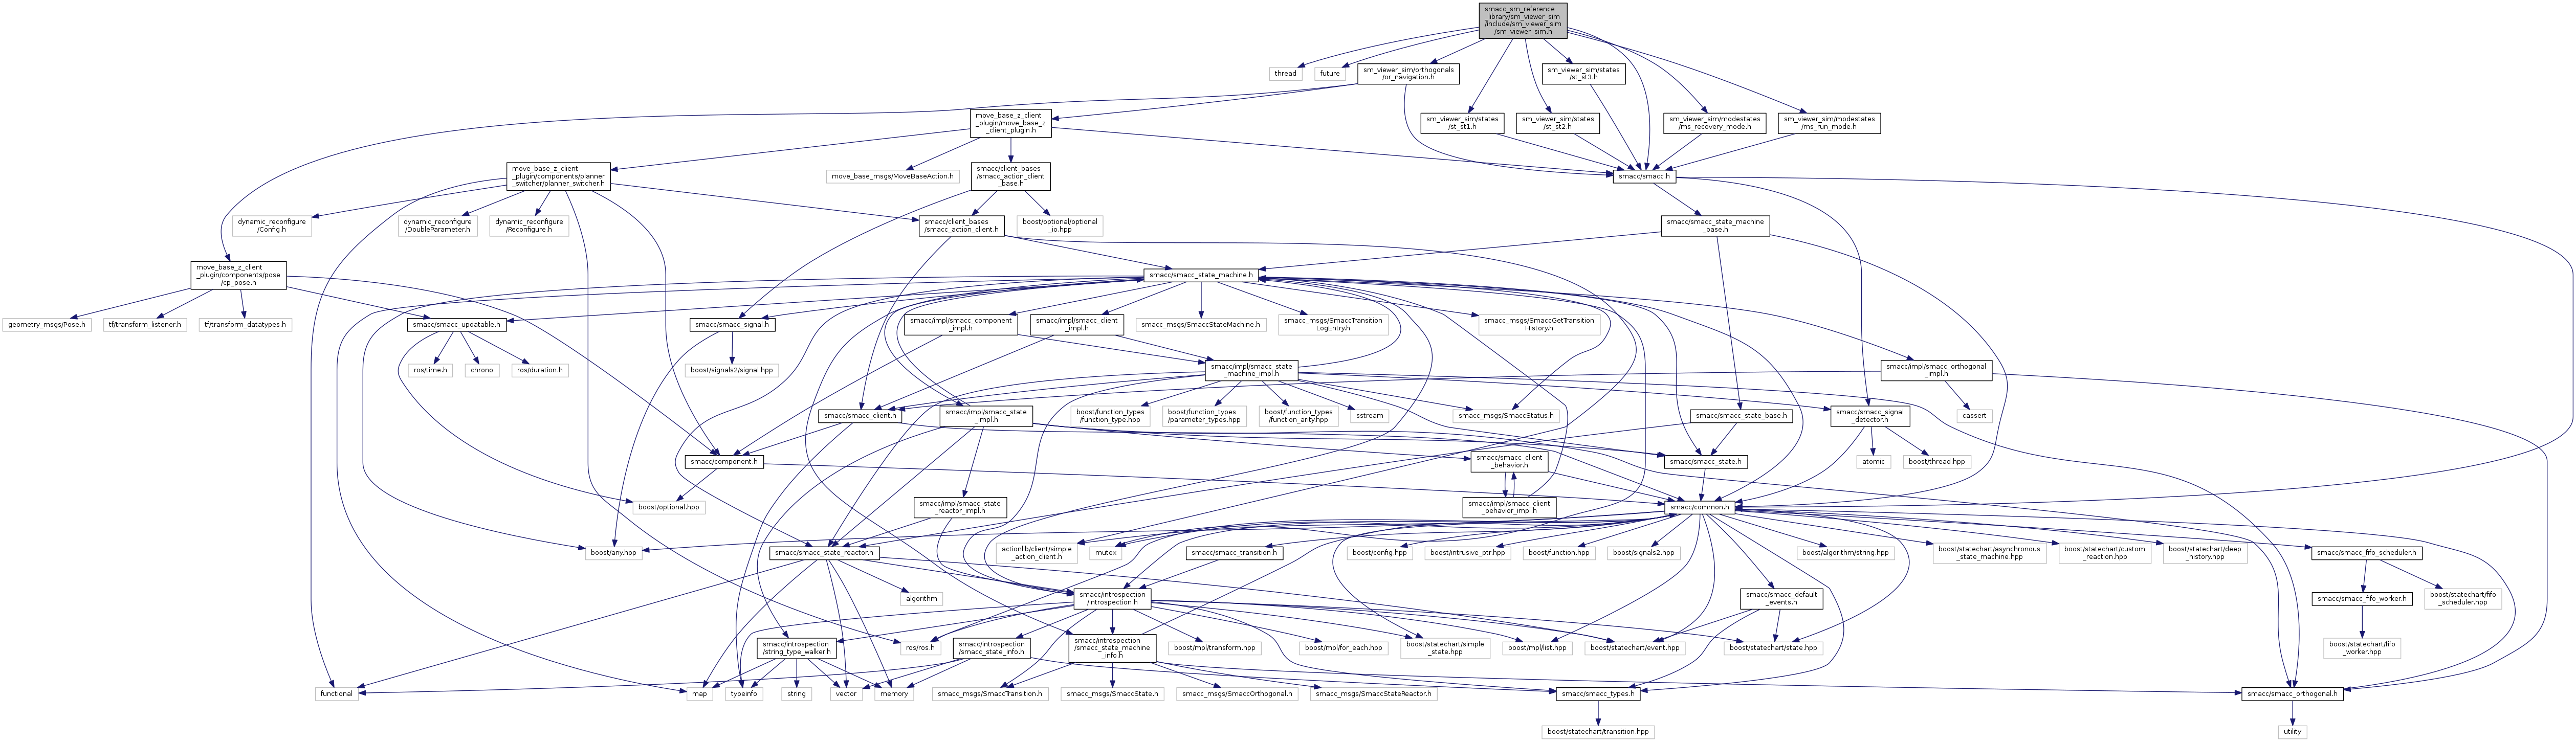 smacc_sm_reference
_library/sm_viewer_sim
/include/sm_viewer_sim
/sm_viewer_sim.h
thread
future
sm_viewer_sim/orthogonals
/or_navigation.h
sm_viewer_sim/states
/st_st3.h
move_base_z_client
_plugin/move_base_z
_client_plugin.h
sm_viewer_sim/states
/st_st1.h
sm_viewer_sim/states
/st_st2.h
sm_viewer_sim/modestates
/ms_recovery_mode.h
sm_viewer_sim/modestates
/ms_run_mode.h
move_base_z_client
_plugin/components/planner
_switcher/planner_switcher.h
move_base_msgs/MoveBaseAction.h
smacc/client_bases
/smacc_action_client
_base.h
smacc/smacc.h
dynamic_reconfigure
/Config.h
dynamic_reconfigure
/DoubleParameter.h
dynamic_reconfigure
/Reconfigure.h
smacc/client_bases
/smacc_action_client.h
boost/optional/optional
_io.hpp
smacc/smacc_state_machine
_base.h
move_base_z_client
_plugin/components/pose
/cp_pose.h
smacc/smacc_state_machine.h
geometry_msgs/Pose.h
tf/transform_listener.h
tf/transform_datatypes.h
smacc/smacc_updatable.h
smacc/smacc_signal.h
smacc/impl/smacc_component
_impl.h
smacc/impl/smacc_client
_impl.h
smacc_msgs/SmaccStateMachine.h
smacc_msgs/SmaccTransition
LogEntry.h
smacc_msgs/SmaccGetTransition
History.h
ros/time.h
chrono
ros/duration.h
boost/signals2/signal.hpp
smacc/impl/smacc_state
_machine_impl.h
smacc/impl/smacc_orthogonal
_impl.h
smacc/smacc_client.h
smacc/impl/smacc_state
_impl.h
boost/function_types
/function_type.hpp
boost/function_types
/parameter_types.hpp
boost/function_types
/function_arity.hpp
sstream
smacc_msgs/SmaccStatus.h
smacc/smacc_state_base.h
smacc/smacc_signal
_detector.h
cassert
smacc/component.h
smacc/smacc_client
_behavior.h
smacc/smacc_state.h
atomic
boost/thread.hpp
boost/optional.hpp
smacc/impl/smacc_state
_reactor_impl.h
smacc/impl/smacc_client
_behavior_impl.h
smacc/common.h
boost/any.hpp
smacc/smacc_state_reactor.h
actionlib/client/simple
_action_client.h
mutex
smacc/smacc_transition.h
boost/config.hpp
boost/intrusive_ptr.hpp
boost/function.hpp
boost/signals2.hpp
boost/algorithm/string.hpp
boost/statechart/asynchronous
_state_machine.hpp
boost/statechart/custom
_reaction.hpp
boost/statechart/deep
_history.hpp
smacc/smacc_fifo_scheduler.h
algorithm
smacc/introspection
/introspection.h
smacc/smacc_default
_events.h
smacc/smacc_fifo_worker.h
boost/statechart/fifo
_scheduler.hpp
smacc/introspection
/string_type_walker.h
ros/ros.h
smacc/introspection
/smacc_state_info.h
smacc/introspection
/smacc_state_machine
_info.h
boost/mpl/transform.hpp
boost/mpl/for_each.hpp
boost/statechart/simple
_state.hpp
boost/mpl/list.hpp
boost/statechart/event.hpp
boost/statechart/state.hpp
boost/statechart/fifo
_worker.hpp
functional
map
typeinfo
string
vector
memory
smacc_msgs/SmaccTransition.h
smacc_msgs/SmaccState.h
smacc_msgs/SmaccOrthogonal.h
smacc_msgs/SmaccStateReactor.h
smacc/smacc_types.h
smacc/smacc_orthogonal.h
boost/statechart/transition.hpp
utility